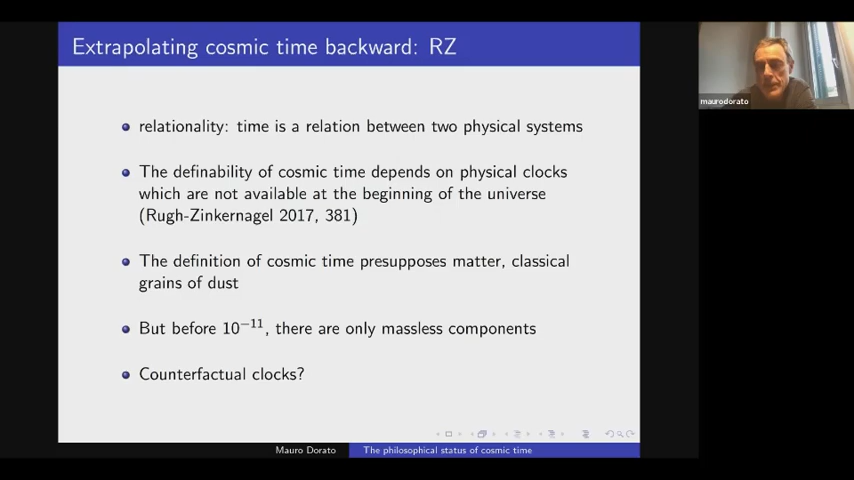 Extrapolating cosmic time backward: RZ
relationality: time is a relation between two physical systems
The definability of cosmic time depends on physical clocks
which are not available at the beginning of the universe
(Rugh-Zinkernagel 2017, 381)
The definition of cosmic time presupposes matter, classical
grains of dust
But before 10⁻¹¹, there are only massless components
Counterfactual clocks?
Mauro Dorato
The philosophical status of cosmic time
maurodorato